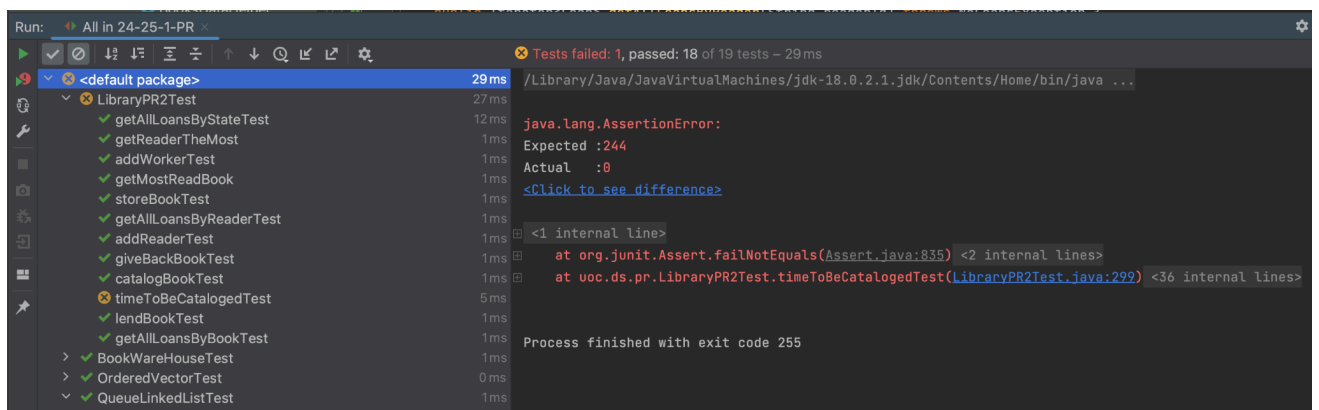 Run: All in 24-25-1-PR ×
Tests failed: 1, passed: 18 of 19 tests – 29 ms
<default package> 29 ms
LibraryPR2Test 27 ms
getAllLoansByStateTest 12 ms
getReaderTheMost 1 ms
addWorkerTest 1 ms
getMostReadBook 1 ms
storeBookTest 1 ms
getAllLoansByReaderTest 1 ms
addReaderTest 1 ms
giveBackBookTest 1 ms
catalogBookTest 1 ms
timeToBeCatalogedTest 5 ms
lendBookTest 1 ms
getAllLoansByBookTest 1 ms
BookWareHouseTest 1 ms
OrderedVectorTest 0 ms
QueueLinkedListTest 1 ms
/Library/Java/JavaVirtualMachines/jdk-18.0.2.1.jdk/Contents/Home/bin/java ...
java.lang.AssertionError:
Expected :244
Actual   :0
<Click to see difference>
<1 internal line>
at org.junit.Assert.failNotEquals(Assert.java:835) <2 internal lines>
at uoc.ds.pr.LibraryPR2Test.timeToBeCatalogedTest(LibraryPR2Test.java:299) <36 internal lines>
Process finished with exit code 255